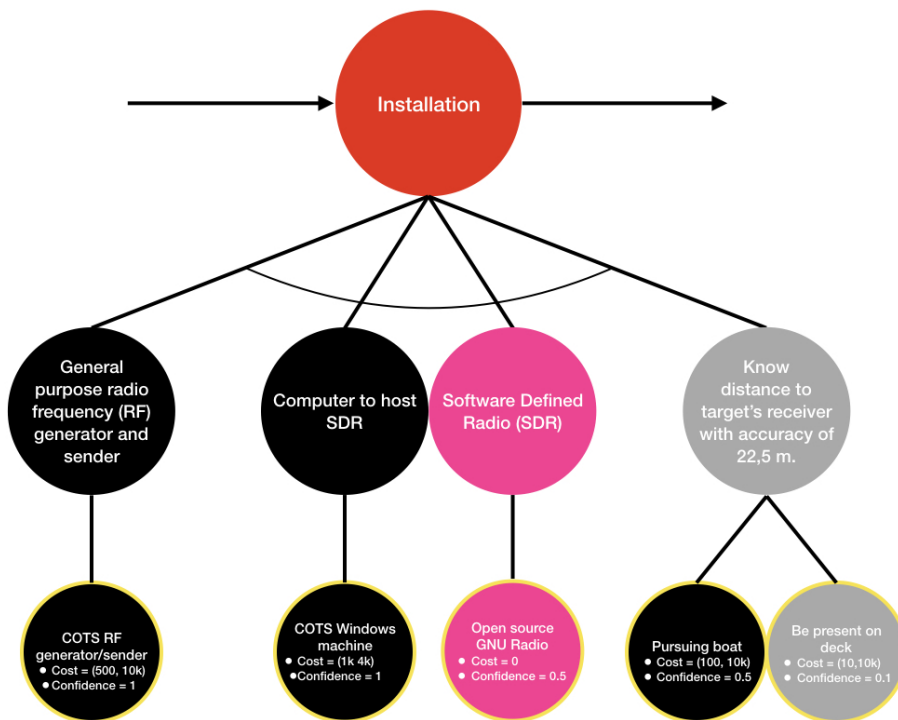 Installation
General
purpose radio
frequency (RF)
generator and
sender
Computer to host
SDR
Software Defined
Radio (SDR)
Know
distance to
target's receiver
with accuracy of
22,5 m.
COTS RF
generator/sender
● Cost = (500, 10k)
● Confidence = 1
COTS Windows
machine
● Cost = (1k 4k)
●Confidence = 1
Open source
GNU Radio
● Cost = 0
● Confidence = 0.5
Pursuing boat
● Cost = (100, 10k)
● Confidence = 0.5
Be present on
deck
● Cost = (10,10k)
● Confidence = 0.1